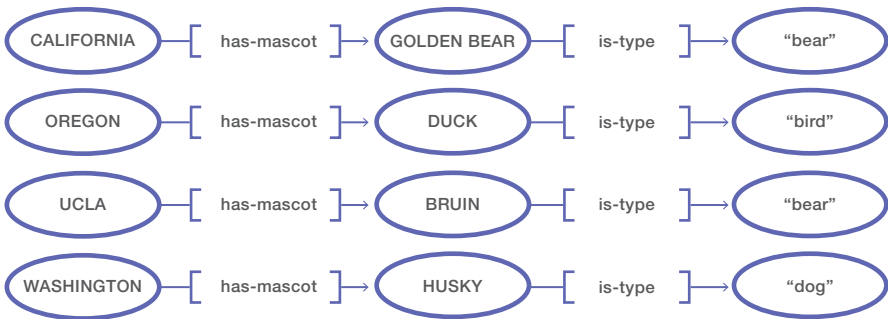 CALIFORNIA has-mascot GOLDEN BEAR is-type “bear”
OREGON has-mascot DUCK is-type “bird”
UCLA has-mascot BRUIN is-type “bear”
WASHINGTON has-mascot HUSKY is-type “dog”